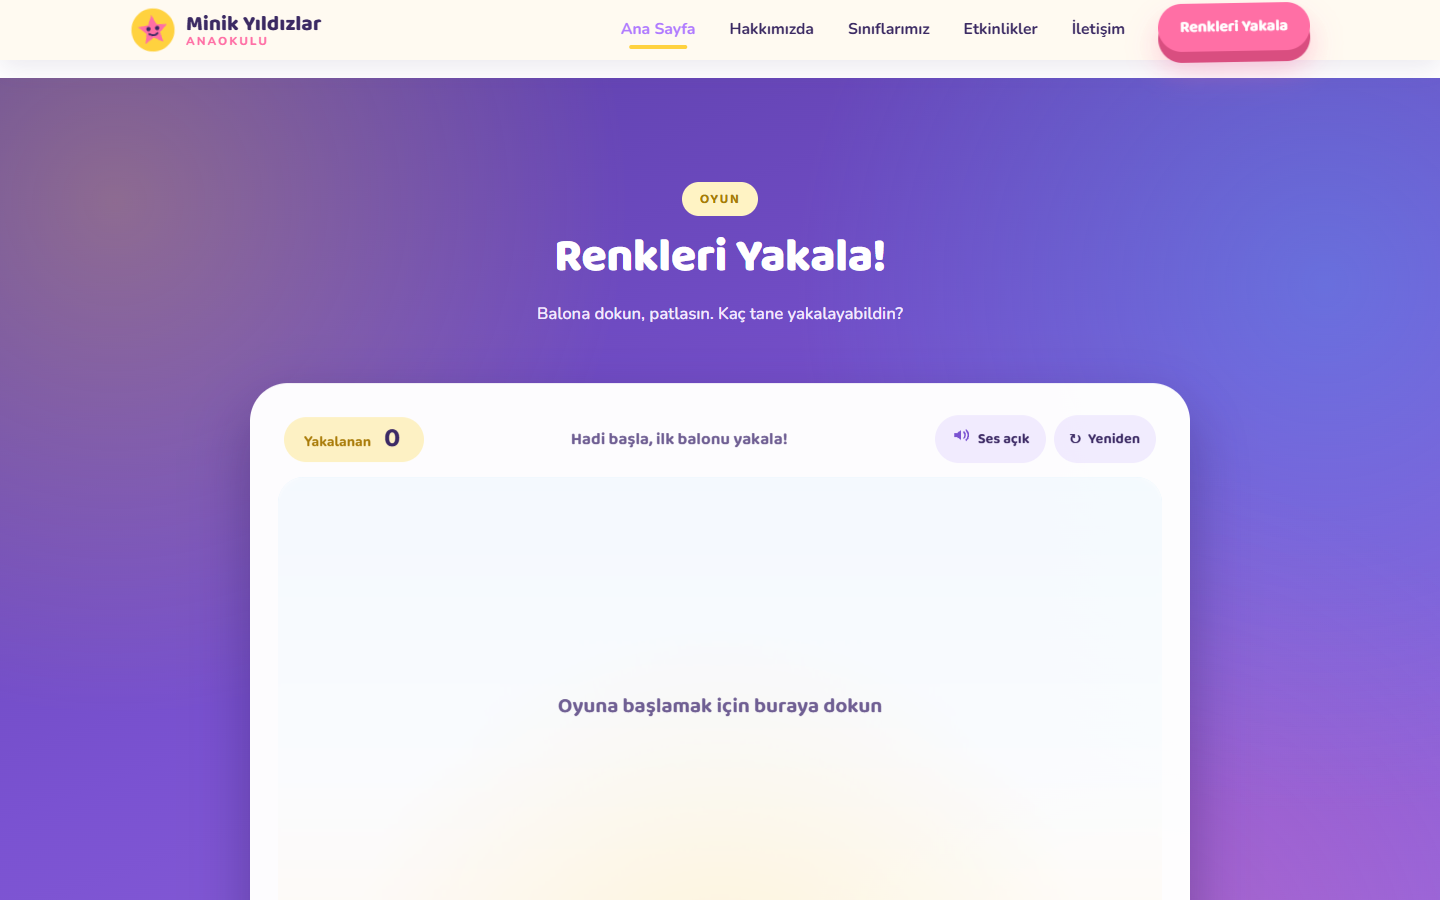 Minik Yıldızlar
ANAOKULU
Ana Sayfa
Hakkımızda
Sınıflarımız
Etkinlikler
İletişim
Renkleri Yakala
OYUN
Renkleri Yakala!
Balona dokun, patlasın. Kaç tane yakalayabildin?
Yakalanan 0
Hadi başla, ilk balonu yakala!
Ses açık
Yeniden
Oyuna başlamak için buraya dokun